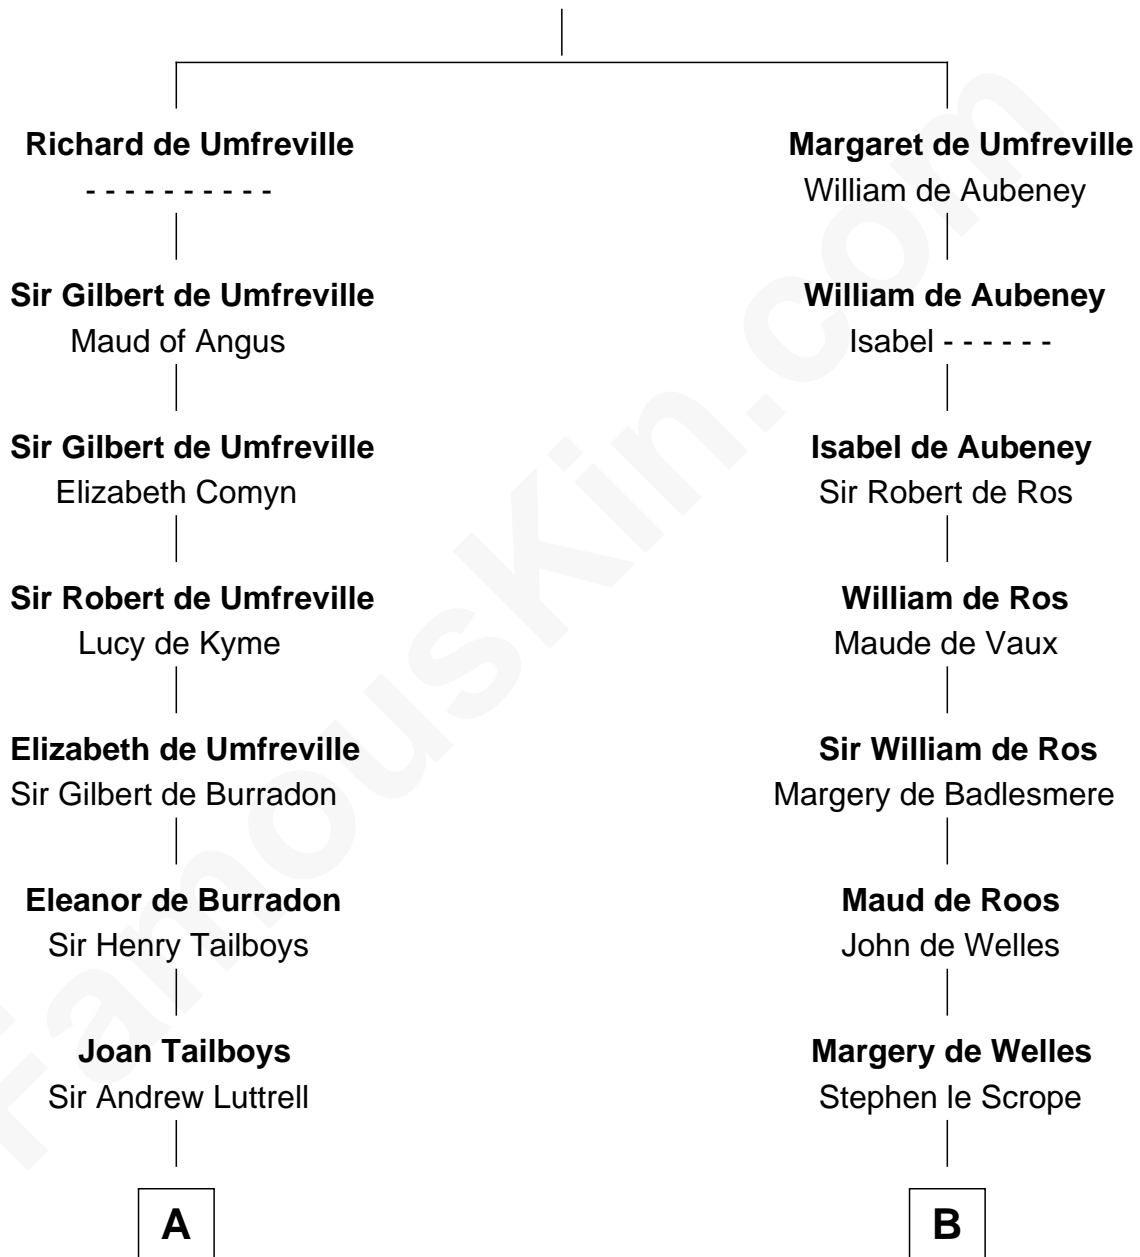 Richard de Umfreville
- - - - - - - - - -
Sir Gilbert de Umfreville
Maud of Angus
Sir Gilbert de Umfreville
Elizabeth Comyn
Sir Robert de Umfreville
Lucy de Kyme
Elizabeth de Umfreville
Sir Gilbert de Burradon
Eleanor de Burradon
Sir Henry Tailboys
Joan Tailboys
Sir Andrew Luttrell
A
Margaret de Umfreville
William de Aubeney
William de Aubeney
Isabel - - - - - -
Isabel de Aubeney
Sir Robert de Ros
William de Ros
Maude de Vaux
Sir William de Ros
Margery de Badlesmere
Maud de Roos
John de Welles
Margery de Welles
Stephen le Scrope
B
FamousKin.com